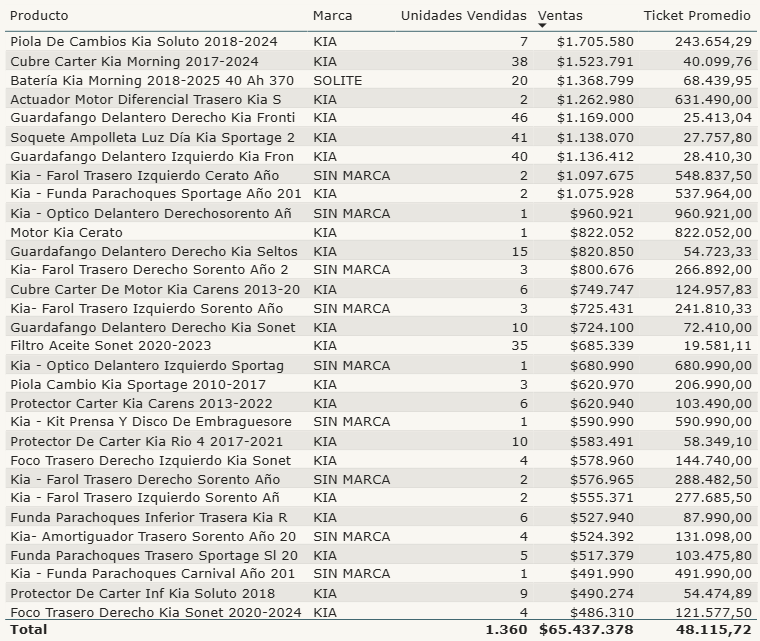 Producto Marca Unidades Vendidas Ventas Ticket Promedio
Piola De Cambios Kia Soluto 2018-2024 KIA 7 $1.705.580 243.654,29
Cubre Carter Kia Morning 2017-2024 KIA 38 $1.523.791 40.099,76
Batería Kia Morning 2018-2025 40 Ah 370 SOLITE 20 $1.368.799 68.439,95
Actuador Motor Diferencial Trasero Kia S KIA 2 $1.262.980 631.490,00
Guardafango Delantero Derecho Kia Fronti KIA 46 $1.169.000 25.413,04
Soquete Ampolleta Luz Día Kia Sportage 2 KIA 41 $1.138.070 27.757,80
Guardafango Delantero Izquierdo Kia Fron KIA 40 $1.136.412 28.410,30
Kia - Farol Trasero Izquierdo Cerato Año SIN MARCA 2 $1.097.675 548.837,50
Kia - Funda Parachoques Sportage Año 201 KIA 2 $1.075.928 537.964,00
Kia - Optico Delantero Derechosorento Añ SIN MARCA 1 $960.921 960.921,00
Motor Kia Cerato KIA 1 $822.052 822.052,00
Guardafango Delantero Derecho Kia Seltos KIA 15 $820.850 54.723,33
Kia- Farol Trasero Derecho Sorento Año 2 SIN MARCA 3 $800.676 266.892,00
Cubre Carter De Motor Kia Carens 2013-20 KIA 6 $749.747 124.957,83
Kia- Farol Trasero Izquierdo Sorento Año SIN MARCA 3 $725.431 241.810,33
Guardafango Delantero Derecho Kia Sonet KIA 10 $724.100 72.410,00
Filtro Aceite Sonet 2020-2023 KIA 35 $685.339 19.581,11
Kia - Optico Delantero Izquierdo Sportag SIN MARCA 1 $680.990 680.990,00
Piola Cambio Kia Sportage 2010-2017 KIA 3 $620.970 206.990,00
Protector Carter Kia Carens 2013-2022 KIA 6 $620.940 103.490,00
Kia - Kit Prensa Y Disco De Embraguesore SIN MARCA 1 $590.990 590.990,00
Protector De Carter Kia Rio 4 2017-2021 KIA 10 $583.491 58.349,10
Foco Trasero Derecho Izquierdo Kia Sonet KIA 4 $578.960 144.740,00
Kia - Farol Trasero Derecho Sorento Año SIN MARCA 2 $576.965 288.482,50
Kia - Farol Trasero Izquierdo Sorento Añ KIA 2 $555.371 277.685,50
Funda Parachoques Inferior Trasera Kia R KIA 6 $527.940 87.990,00
Kia- Amortiguador Trasero Sorento Año 20 SIN MARCA 4 $524.392 131.098,00
Funda Parachoques Trasero Sportage Sl 20 KIA 5 $517.379 103.475,80
Kia - Funda Parachoques Carnival Año 201 SIN MARCA 1 $491.990 491.990,00
Protector De Carter Inf Kia Soluto 2018 KIA 9 $490.274 54.474,89
Foco Trasero Derecho Kia Sonet 2020-2024 KIA 4 $486.310 121.577,50
Total 1.360 $65.437.378 48.115,72